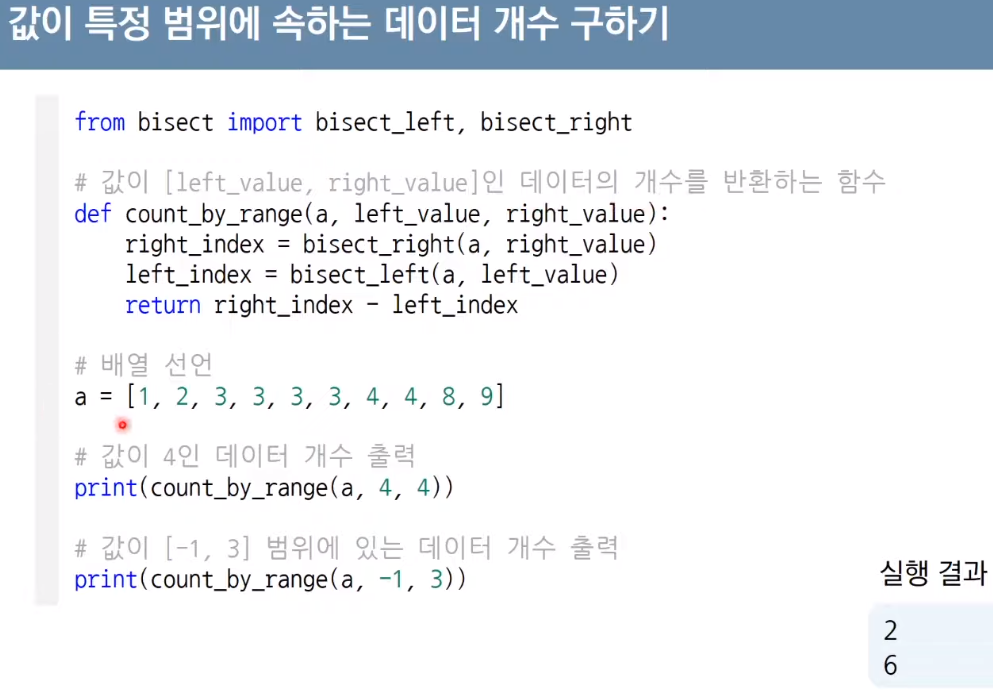 값이 특정 범위에 속하는 데이터 개수 구하기
from bisect import bisect_left, bisect_right
# 값이 [left_value, right_value]인 데이터의 개수를 반환하는 함수
def count_by_range(a, left_value, right_value):
    right_index = bisect_right(a, right_value)
    left_index = bisect_left(a, left_value)
    return right_index - left_index
# 배열 선언
a = [1, 2, 3, 3, 3, 3, 4, 4, 8, 9]
# 값이 4인 데이터 개수 출력
print(count_by_range(a, 4, 4))
# 값이 [-1, 3] 범위에 있는 데이터 개수 출력
print(count_by_range(a, -1, 3))
실행 결과
2
6